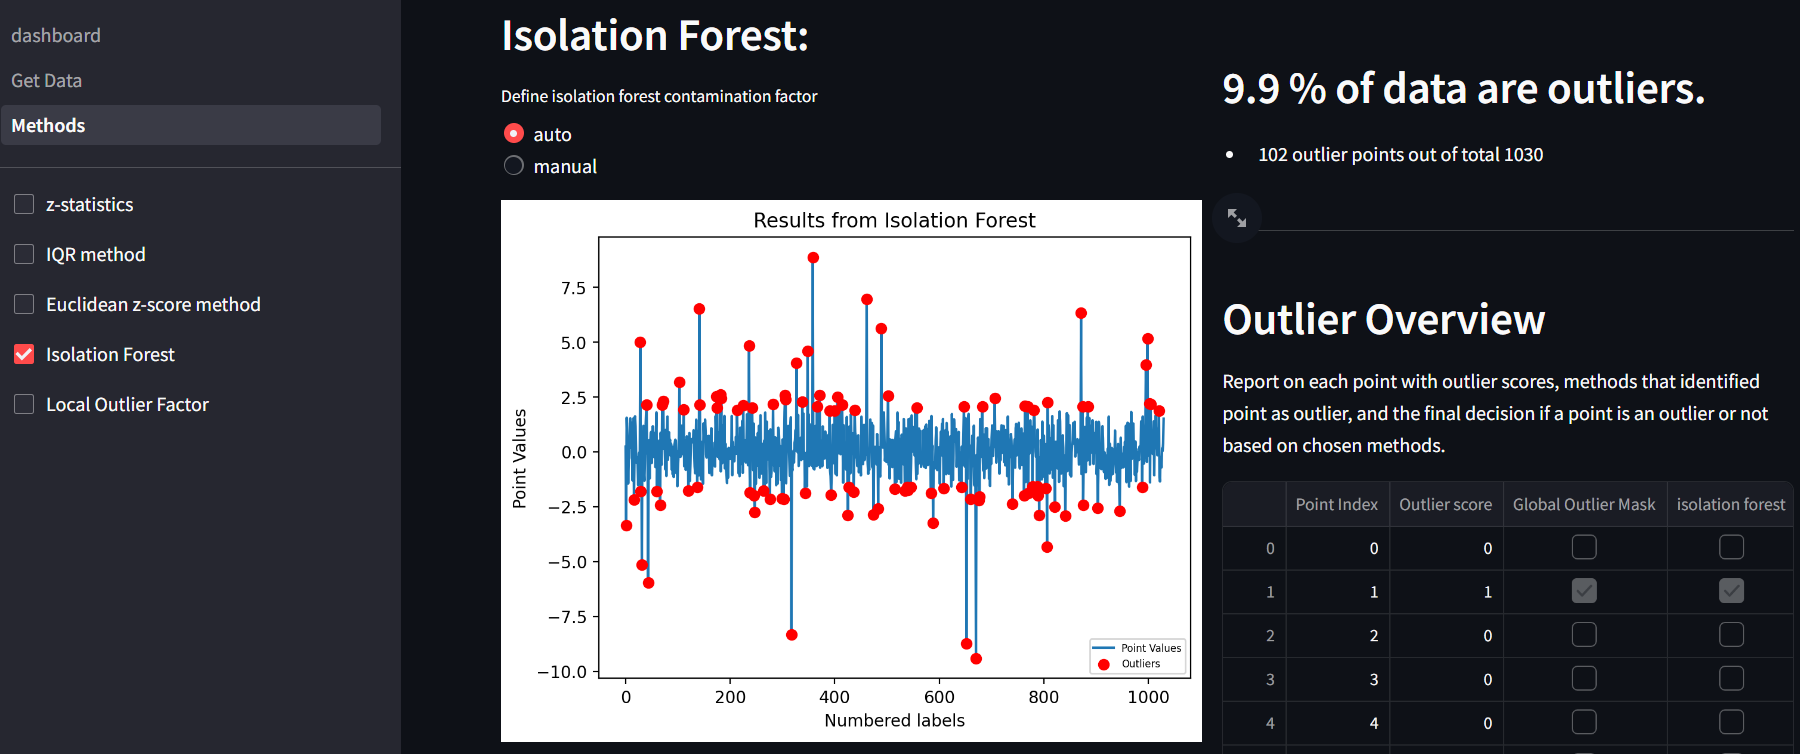 dashboard
Get Data
Methods
z-statistics
IQR method
Euclidean z-score method
Isolation Forest
Local Outlier Factor
Isolation Forest:
Define isolation forest contamination factor
auto
manual
Results from Isolation Forest
Point Values
7.5
5.0
2.5
0.0
−2.5
−5.0
−7.5
−10.0
0 200 400 600 800 1000
Numbered labels
Point Values
Outliers
9.9 % of data are outliers.
• 102 outlier points out of total 1030
Outlier Overview
Report on each point with outlier scores, methods that identified
point as outlier, and the final decision if a point is an outlier or not
based on chosen methods.
Point Index Outlier score Global Outlier Mask isolation forest
0 0 0
1 1 1
2 2 0
3 3 0
4 4 0